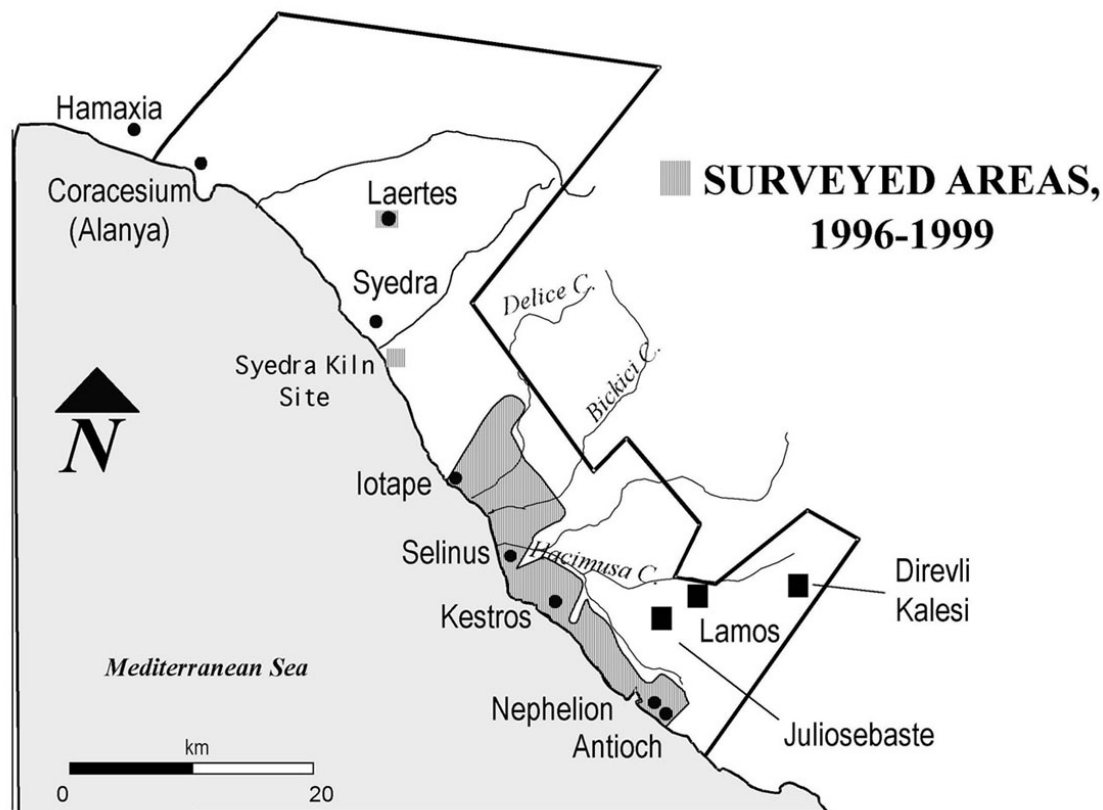 Hamaxia
Coracesium
(Alanya)
Laertes
SURVEYED AREAS,
1996-1999
Syedra
Delice C.
Syedra Kiln
Site
Bickici C.
N
Iotape
Selinus
Hacimusa C.
Direvli
Kalesi
Kestros
Lamos
Mediterranean Sea
Nephelion
Antioch
Juliosebaste
km
0 20